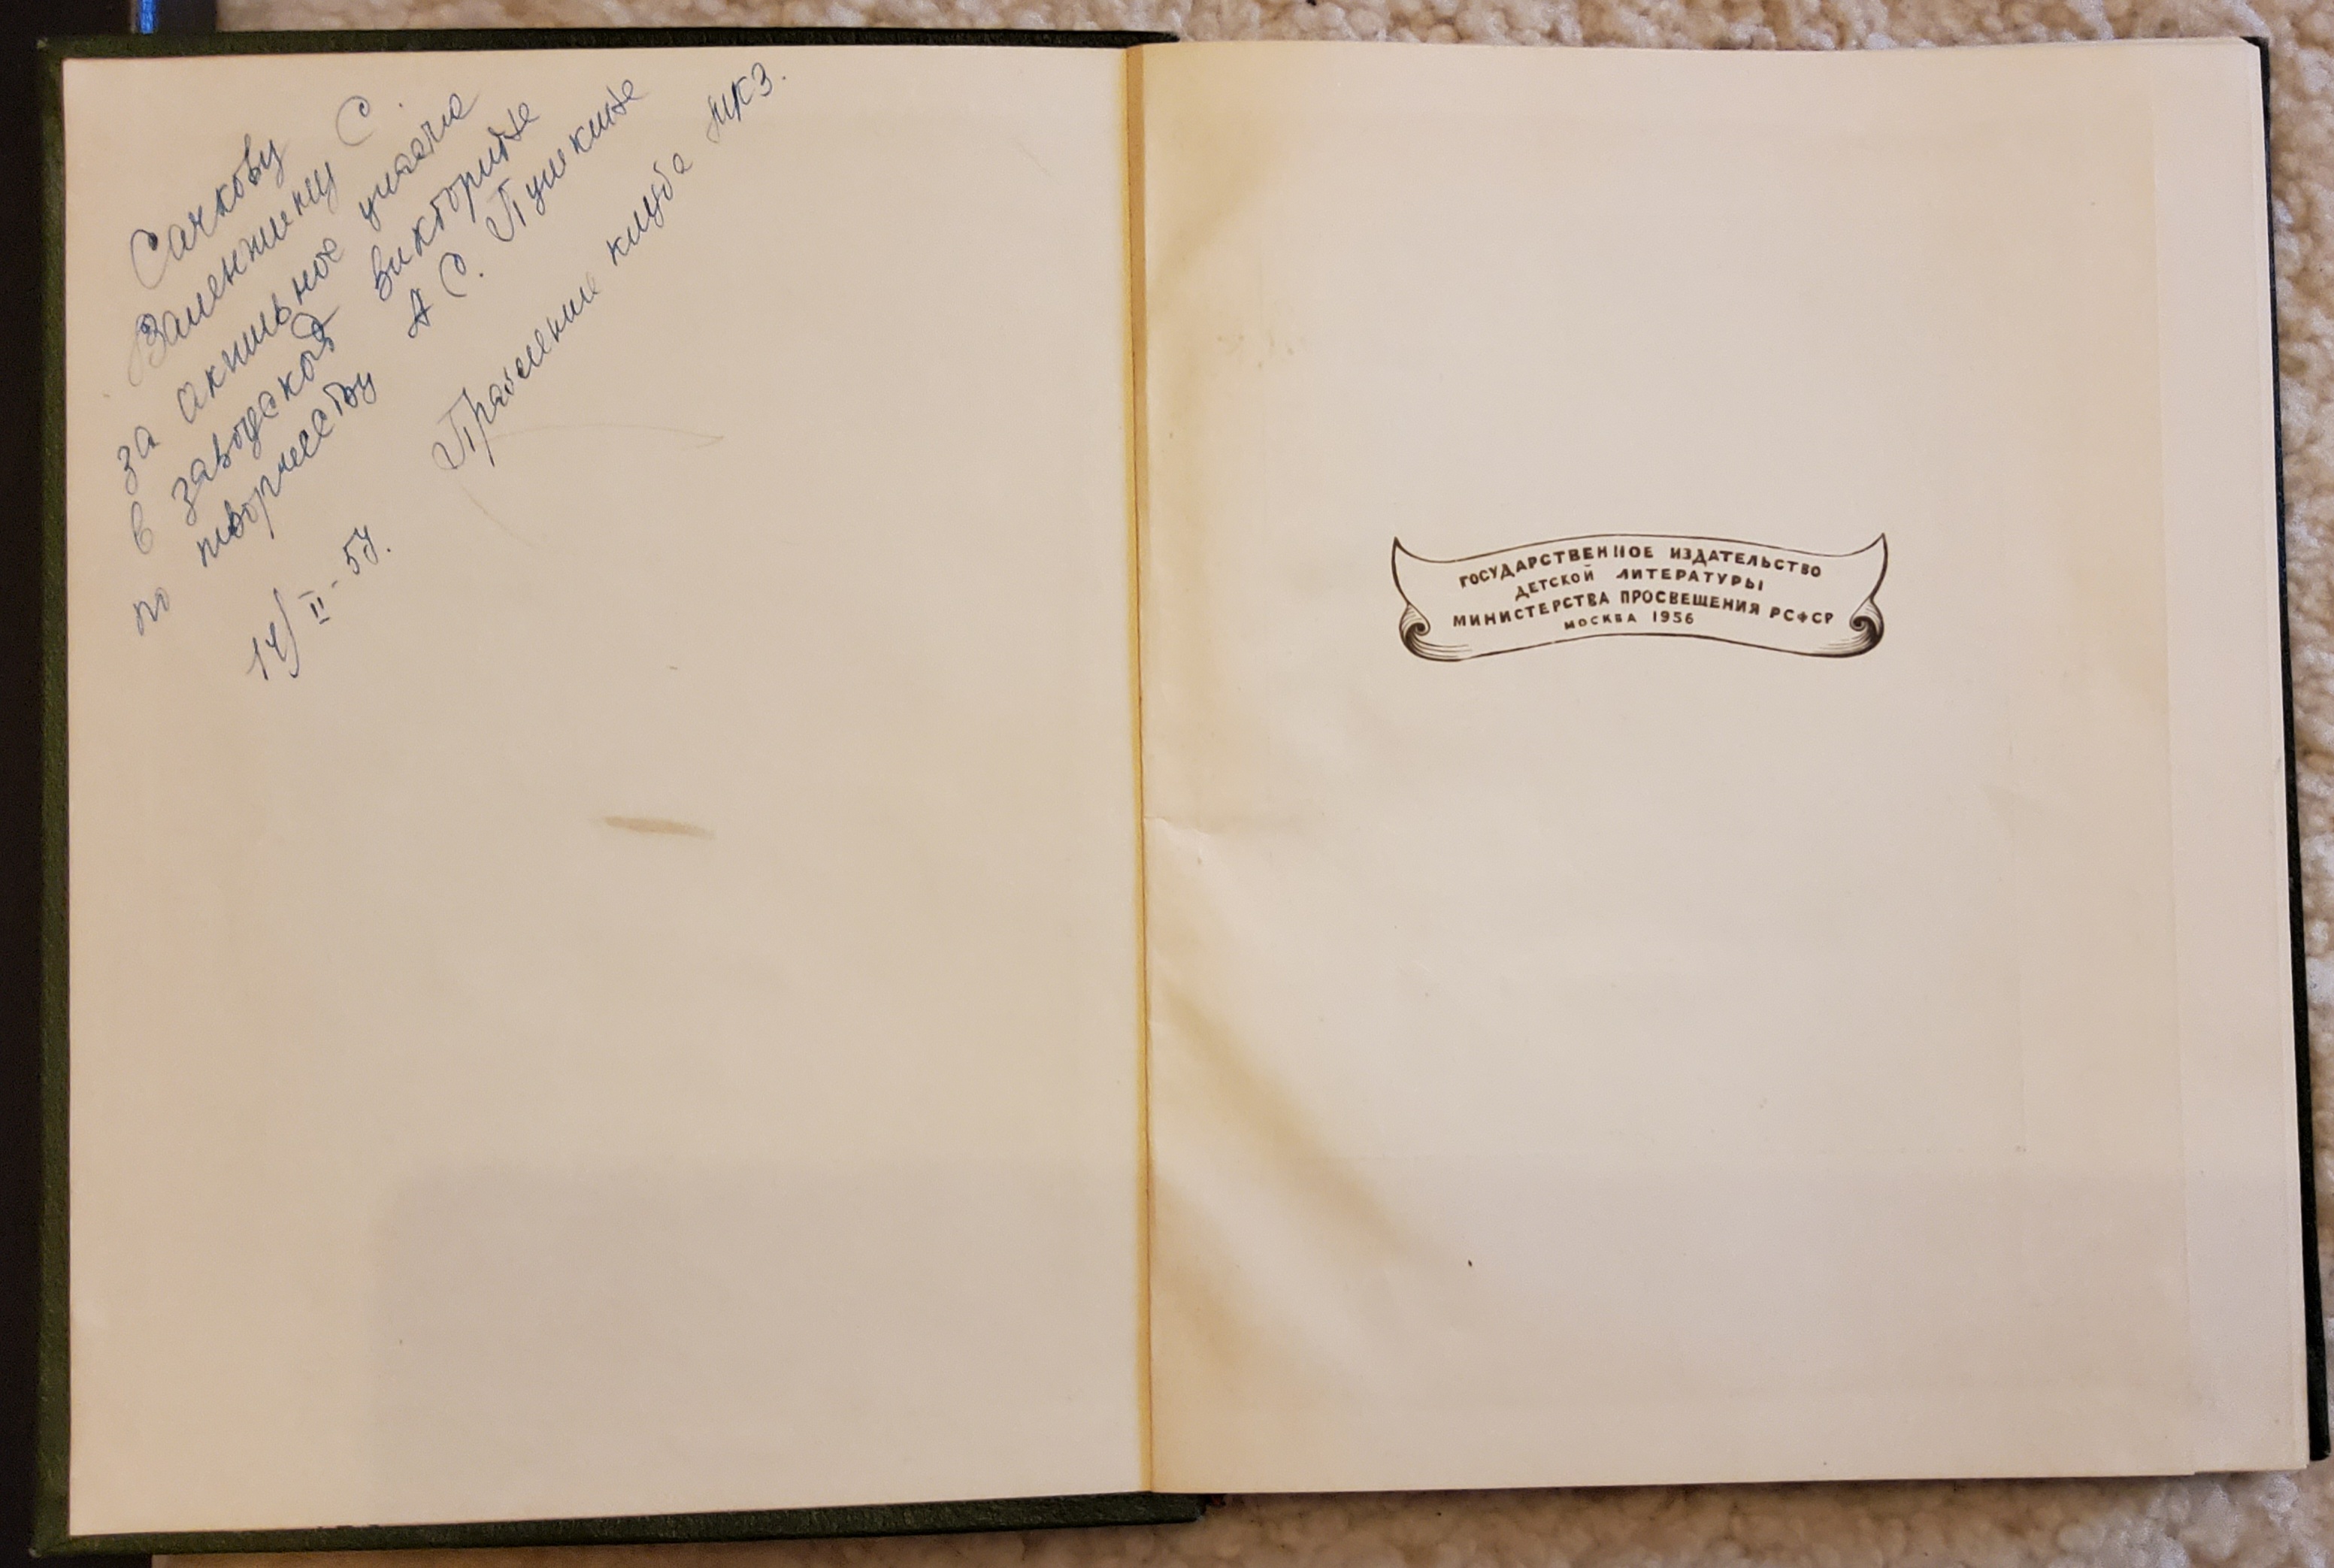 Сачкову
Валентину С.
за активное участие
в заводской викторине
по творчеству А С. Пушкина
Правление клуба МКЗ.
14/II-57.
ГОСУДАРСТВЕННОЕ ИЗДАТЕЛЬСТВО
ДЕТСКОЙ ЛИТЕРАТУРЫ
МИНИСТЕРСТВА ПРОСВЕЩЕНИЯ РСФСР
МОСКВА 1956